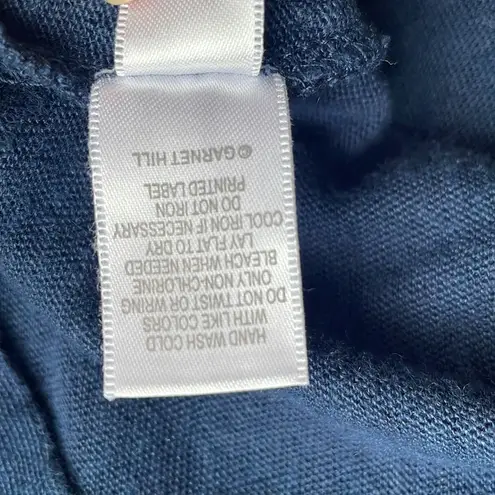 HAND WASH COLD
WITH LIKE COLORS
DO NOT TWIST OR WRING
ONLY NON-CHLORINE
BLEACH WHEN NEEDED
LAY FLAT TO DRY
COOL IRON IF NECESSARY
DO NOT IRON
PRINTED LABEL
© GARNET HILL